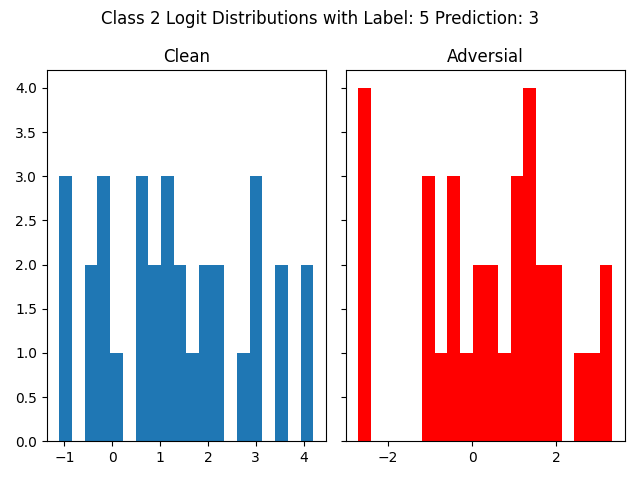 Class 2 Logit Distributions with Label: 5 Prediction: 3
Clean
Adversial
4.0
3.5
3.0
2.5
2.0
1.5
1.0
0.5
0.0
−1 0 1 2 3 4
−2 0 2